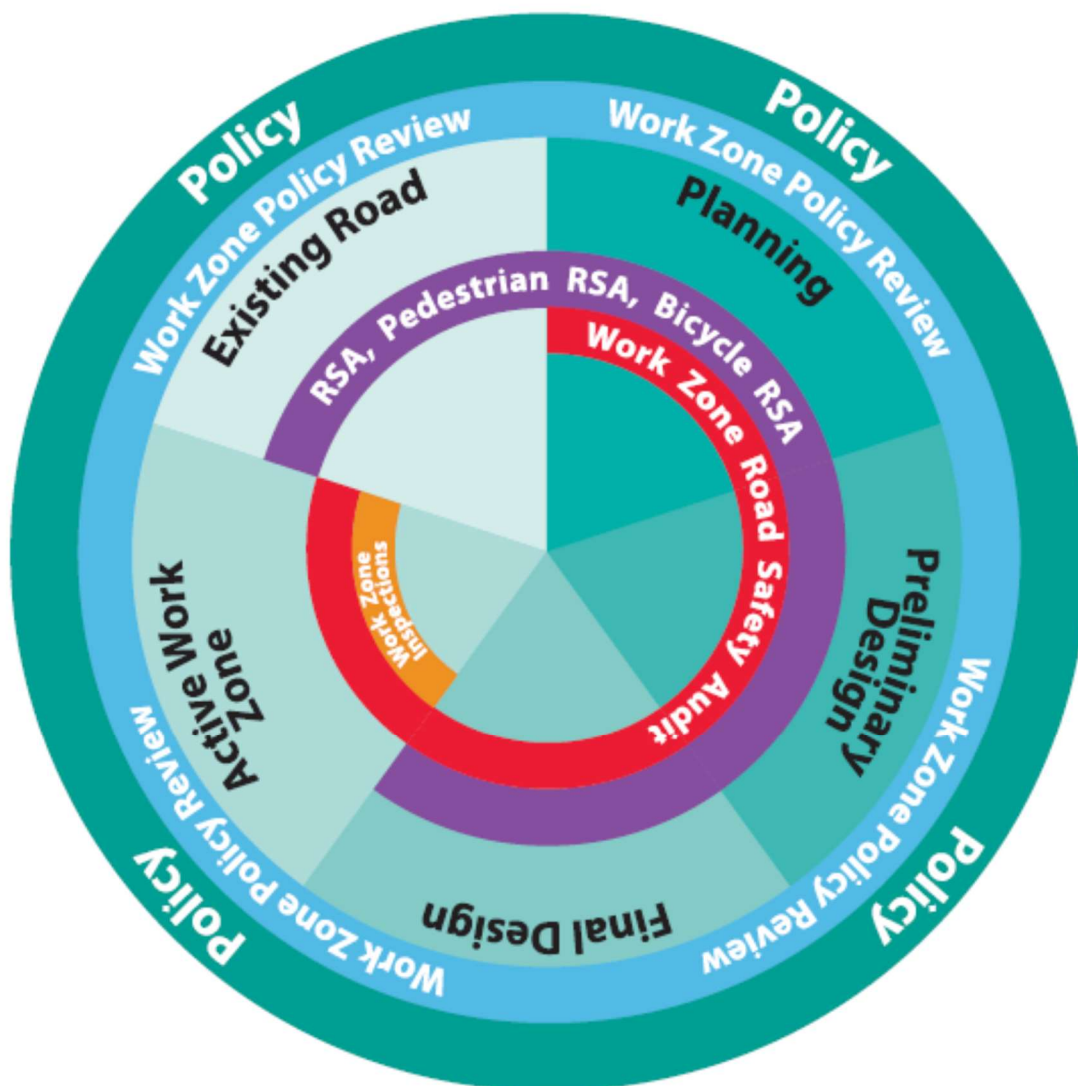 Policy
Policy
Policy
Policy
Work Zone Policy Review
Work Zone Policy Review
Work Zone Policy Review
Work Zone Policy Review
Existing Road
Planning
Preliminary
Design
Final Design
Active Work
Zone
RSA, Pedestrian RSA, Bicycle RSA
Work Zone Road Safety Audit
Work Zone
Inspections